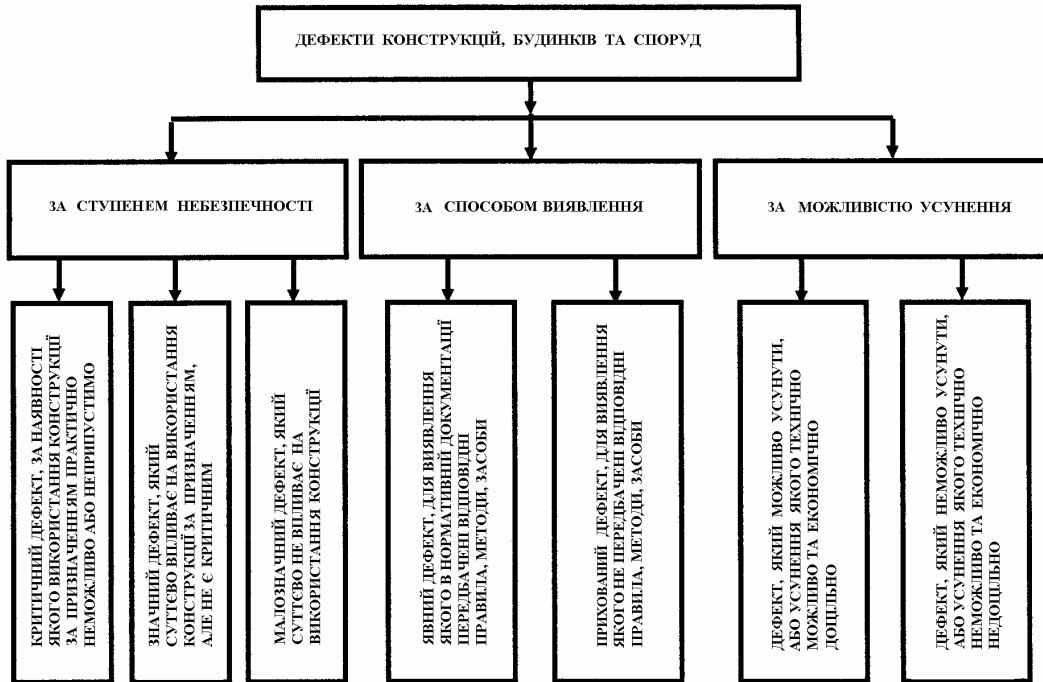 ДЕФЕКТИ КОНСТРУКЦІЙ, БУДИНКІВ ТА СПОРУД
ЗА СТУПЕНЕМ НЕБЕЗПЕЧНОСТІ
ЗА СПОСОБОМ ВИЯВЛЕННЯ
ЗА МОЖЛИВІСТЮ УСУНЕННЯ
КРИТИЧНИЙ ДЕФЕКТ, ЗА НАЯВНОСТІ
ЯКОГО ВИКОРИСТАННЯ КОНСТРУКЦІЇ
ЗА ПРИЗНАЧЕННЯМ ПРАКТИЧНО
НЕМОЖЛИВО АБО НЕПРИПУСТИМО
ЗНАЧНИЙ ДЕФЕКТ, ЯКИЙ
СУТТЄВО ВПЛИВАЄ НА ВИКОРИСТАННЯ
КОНСТРУКЦІЇ ЗА ПРИЗНАЧЕННЯМ,
АЛЕ НЕ Є КРИТИЧНИМ
МАЛОЗНАЧНИЙ ДЕФЕКТ, ЯКИЙ
СУТТЄВО НЕ ВПЛИВАЄ НА
ВИКОРИСТАННЯ КОНСТРУКЦІЇ
ЯВНИЙ ДЕФЕКТ, ДЛЯ ВИЯВЛЕННЯ
ЯКОГО В НОРМАТИВНІЙ ДОКУМЕНТАЦІЇ
ПЕРЕДБАЧЕНІ ВІДПОВІДНІ
ПРАВИЛА, МЕТОДИ, ЗАСОБИ
ПРИХОВАНИЙ ДЕФЕКТ, ДЛЯ ВИЯВЛЕННЯ
ЯКОГО НЕ ПЕРЕДБАЧЕНІ ВІДПОВІДНІ
ПРАВИЛА, МЕТОДИ, ЗАСОБИ
ДЕФЕКТ, ЯКИЙ МОЖЛИВО УСУНУТИ,
АБО УСУНЕННЯ ЯКОГО ТЕХНІЧНО
МОЖЛИВО ТА ЕКОНОМІЧНО
ДОЦІЛЬНО
ДЕФЕКТ, ЯКИЙ НЕМОЖЛИВО УСУНУТИ,
АБО УСУНЕННЯ ЯКОГО ТЕХНІЧНО
НЕМОЖЛИВО ТА ЕКОНОМІЧНО
НЕДОЦІЛЬНО